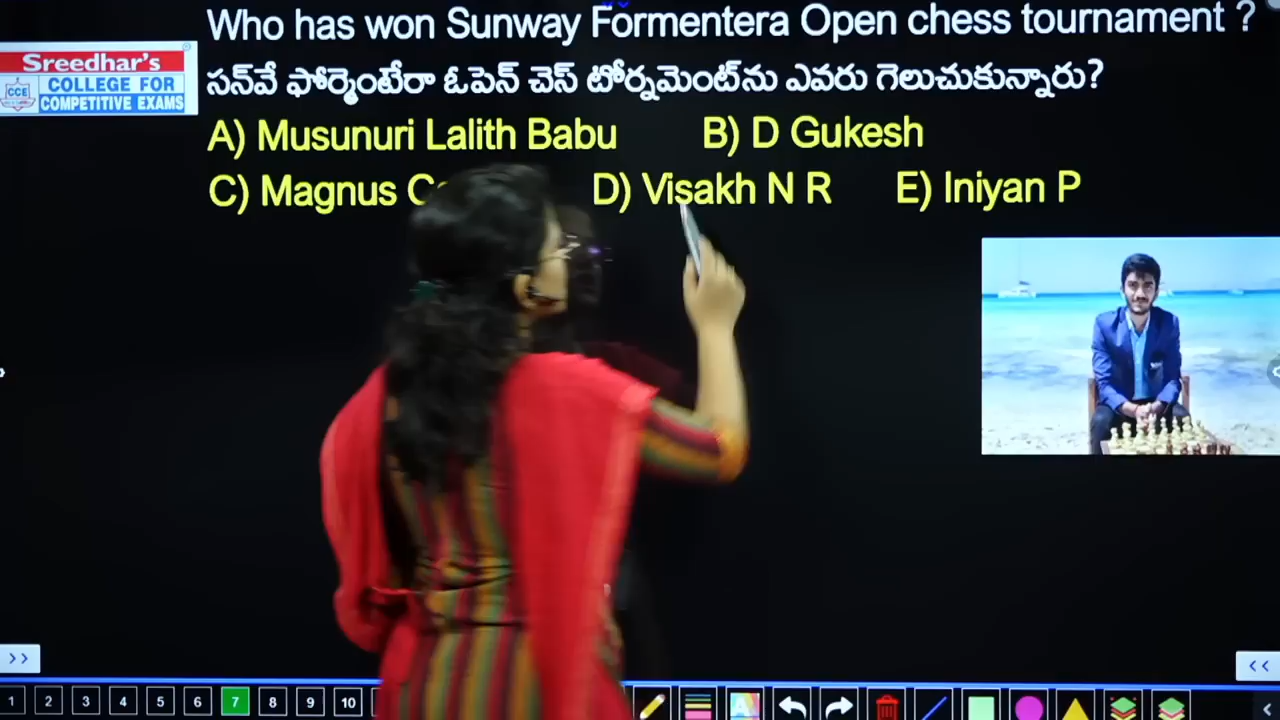 Who has won Sunway Formentera Open chess tournament ?
Sreedhar's
CCE
COLLEGE FOR
COMPETITIVE EXAMS
సన్‌వే ఫోర్మెంటేరా ఓపెన్ చెస్ టోర్నమెంట్‌ను ఎవరు గెలుచుకున్నారు?
A) Musunuri Lalith Babu B) D Gukesh
C) Magnus D) Visakh N R E) Iniyan P
>> <<
1 2 3 4 5 6 7 8 9 10